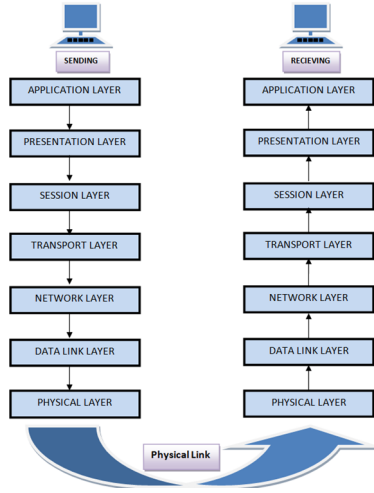 SENDING
RECIEVING
APPLICATION LAYER
APPLICATION LAYER
PRESENTATION LAYER
PRESENTATION LAYER
SESSION LAYER
SESSION LAYER
TRANSPORT LAYER
TRANSPORT LAYER
NETWORK LAYER
NETWORK LAYER
DATA LINK LAYER
DATA LINK LAYER
PHYSICAL LAYER
PHYSICAL LAYER
Physical Link